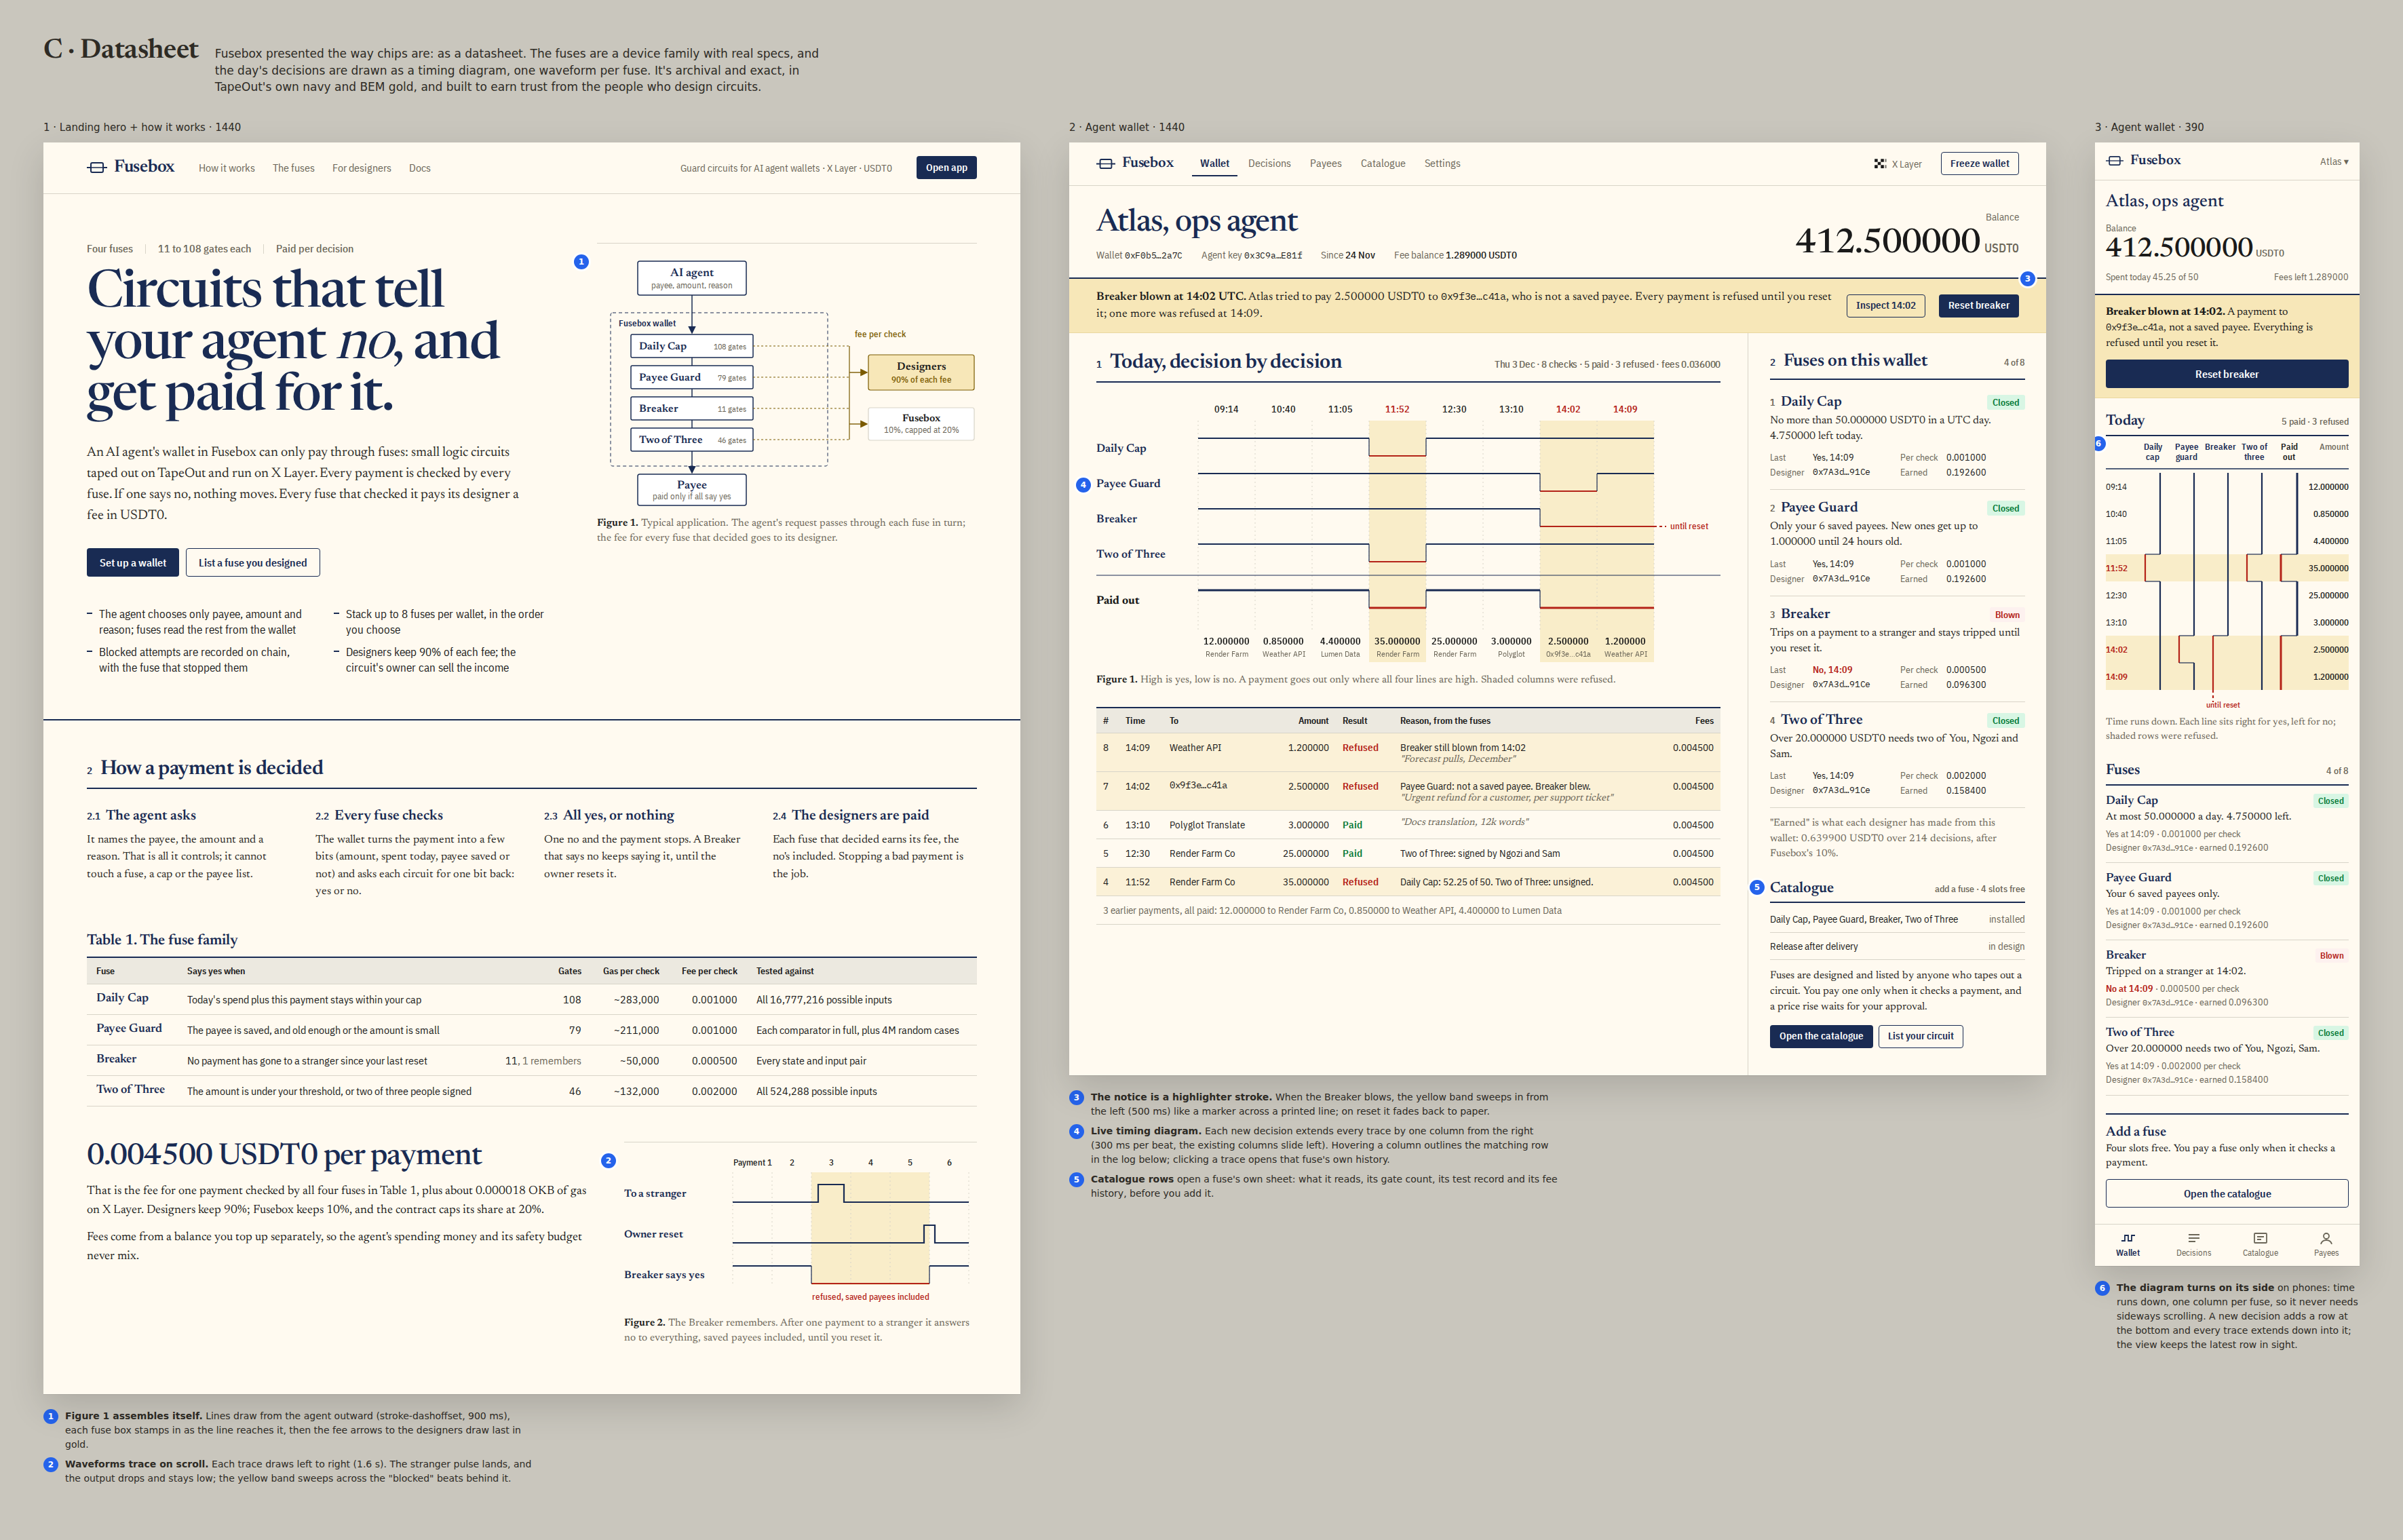 C · Datasheet
Fusebox presented the way chips are: as a datasheet. The fuses are a device family with real specs, and
the day's decisions are drawn as a timing diagram, one waveform per fuse. It's archival and exact, in
TapeOut's own navy and BEM gold, and built to earn trust from the people who design circuits.
1 · Landing hero + how it works · 1440
Fusebox How it works The fuses For designers Docs Guard circuits for AI agent wallets · X Layer · USDT0 Open app
Four fuses 11 to 108 gates each Paid per decision
Circuits that tell
your agent no, and
get paid for it.
An AI agent's wallet in Fusebox can only pay through fuses: small logic circuits
taped out on TapeOut and run on X Layer. Every payment is checked by every
fuse. If one says no, nothing moves. Every fuse that checked it pays its designer a
fee in USDT0.
Set up a wallet List a fuse you designed
– The agent chooses only payee, amount and
reason; fuses read the rest from the wallet
– Stack up to 8 fuses per wallet, in the order
you choose
– Blocked attempts are recorded on chain,
with the fuse that stopped them
– Designers keep 90% of each fee; the
circuit's owner can sell the income
1
AI agent
payee, amount, reason
Fusebox wallet
fee per check
Daily Cap 108 gates
Payee Guard 79 gates
Breaker 11 gates
Two of Three 46 gates
Designers
90% of each fee
Fusebox
10%, capped at 20%
Payee
paid only if all say yes
Figure 1. Typical application. The agent's request passes through each fuse in turn;
the fee for every fuse that decided goes to its designer.
2 How a payment is decided
2.1 The agent asks
It names the payee, the amount and a
reason. That is all it controls; it cannot
touch a fuse, a cap or the payee list.
2.2 Every fuse checks
The wallet turns the payment into a few
bits (amount, spent today, payee saved or
not) and asks each circuit for one bit back:
yes or no.
2.3 All yes, or nothing
One no and the payment stops. A Breaker
that says no keeps saying it, until the
owner resets it.
2.4 The designers are paid
Each fuse that decided earns its fee, the
no's included. Stopping a bad payment is
the job.
Table 1. The fuse family
Fuse Says yes when Gates Gas per check Fee per check Tested against
Daily Cap Today's spend plus this payment stays within your cap 108 ~283,000 0.001000 All 16,777,216 possible inputs
Payee Guard The payee is saved, and old enough or the amount is small 79 ~211,000 0.001000 Each comparator in full, plus 4M random cases
Breaker No payment has gone to a stranger since your last reset 11, 1 remembers ~50,000 0.000500 Every state and input pair
Two of Three The amount is under your threshold, or two of three people signed 46 ~132,000 0.002000 All 524,288 possible inputs
0.004500 USDT0 per payment
That is the fee for one payment checked by all four fuses in Table 1, plus about 0.000018 OKB of gas
on X Layer. Designers keep 90%; Fusebox keeps 10%, and the contract caps its share at 20%.
Fees come from a balance you top up separately, so the agent's spending money and its safety budget
never mix.
2
Payment 1 2 3 4 5 6
To a stranger
Owner reset
Breaker says yes
refused, saved payees included
Figure 2. The Breaker remembers. After one payment to a stranger it answers
no to everything, saved payees included, until you reset it.
1 Figure 1 assembles itself. Lines draw from the agent outward (stroke-dashoffset, 900 ms),
each fuse box stamps in as the line reaches it, then the fee arrows to the designers draw last in
gold.
2 Waveforms trace on scroll. Each trace draws left to right (1.6 s). The stranger pulse lands, and
the output drops and stays low; the yellow band sweeps across the "blocked" beats behind it.
2 · Agent wallet · 1440
Fusebox Wallet Decisions Payees Catalogue Settings X Layer Freeze wallet
Atlas, ops agent
Wallet 0xF0b5…2a7C Agent key 0x3C9a…E81f Since 24 Nov Fee balance 1.289000 USDT0
Balance
412.500000 USDT0
3
Breaker blown at 14:02 UTC. Atlas tried to pay 2.500000 USDT0 to 0x9f3e…c41a, who is not a saved payee. Every payment is refused until you reset
it; one more was refused at 14:09.
Inspect 14:02 Reset breaker
1 Today, decision by decision Thu 3 Dec · 8 checks · 5 paid · 3 refused · fees 0.036000
09:14 10:40 11:05 11:52 12:30 13:10 14:02 14:09
Daily Cap
4 Payee Guard
Breaker until reset
Two of Three
Paid out
12.000000 0.850000 4.400000 35.000000 25.000000 3.000000 2.500000 1.200000
Render Farm Weather API Lumen Data Render Farm Render Farm Polyglot 0x9f3e…c41a Weather API
Figure 1. High is yes, low is no. A payment goes out only where all four lines are high. Shaded columns were refused.
# Time To Amount Result Reason, from the fuses Fees
8 14:09 Weather API 1.200000 Refused Breaker still blown from 14:02 0.004500
"Forecast pulls, December"
7 14:02 0x9f3e…c41a 2.500000 Refused Payee Guard: not a saved payee. Breaker blew. 0.004500
"Urgent refund for a customer, per support ticket"
6 13:10 Polyglot Translate 3.000000 Paid "Docs translation, 12k words" 0.004500
5 12:30 Render Farm Co 25.000000 Paid Two of Three: signed by Ngozi and Sam 0.004500
4 11:52 Render Farm Co 35.000000 Refused Daily Cap: 52.25 of 50. Two of Three: unsigned. 0.004500
3 earlier payments, all paid: 12.000000 to Render Farm Co, 0.850000 to Weather API, 4.400000 to Lumen Data
2 Fuses on this wallet 4 of 8
1 Daily Cap Closed
No more than 50.000000 USDT0 in a UTC day.
4.750000 left today.
Last Yes, 14:09 Per check 0.001000
Designer 0x7A3d…91Ce Earned 0.192600
2 Payee Guard Closed
Only your 6 saved payees. New ones get up to
1.000000 until 24 hours old.
Last Yes, 14:09 Per check 0.001000
Designer 0x7A3d…91Ce Earned 0.192600
3 Breaker Blown
Trips on a payment to a stranger and stays tripped until
you reset it.
Last No, 14:09 Per check 0.000500
Designer 0x7A3d…91Ce Earned 0.096300
4 Two of Three Closed
Over 20.000000 USDT0 needs two of You, Ngozi and
Sam.
Last Yes, 14:09 Per check 0.002000
Designer 0x7A3d…91Ce Earned 0.158400
"Earned" is what each designer has made from this
wallet: 0.639900 USDT0 over 214 decisions, after
Fusebox's 10%.
5 Catalogue add a fuse · 4 slots free
Daily Cap, Payee Guard, Breaker, Two of Three installed
Release after delivery in design
Fuses are designed and listed by anyone who tapes out a
circuit. You pay one only when it checks a payment, and
a price rise waits for your approval.
Open the catalogue List your circuit
3 The notice is a highlighter stroke. When the Breaker blows, the yellow band sweeps in from
the left (500 ms) like a marker across a printed line; on reset it fades back to paper.
4 Live timing diagram. Each new decision extends every trace by one column from the right
(300 ms per beat, the existing columns slide left). Hovering a column outlines the matching row
in the log below; clicking a trace opens that fuse's own history.
5 Catalogue rows open a fuse's own sheet: what it reads, its gate count, its test record and its fee
history, before you add it.
3 · Agent wallet · 390
Fusebox Atlas ▾
Atlas, ops agent
Balance
412.500000 USDT0
Spent today 45.25 of 50 Fees left 1.289000
Breaker blown at 14:02. A payment to
0x9f3e…c41a, not a saved payee. Everything is
refused until you reset it.
Reset breaker
Today 5 paid · 3 refused
6
Daily cap Payee guard Breaker Two of three Paid out Amount
09:14 12.000000
10:40 0.850000
11:05 4.400000
11:52 35.000000
12:30 25.000000
13:10 3.000000
14:02 2.500000
14:09 1.200000
until reset
Time runs down. Each line sits right for yes, left for no;
shaded rows were refused.
Fuses 4 of 8
Daily Cap Closed
At most 50.000000 a day. 4.750000 left.
Yes at 14:09 · 0.001000 per check
Designer 0x7A3d…91Ce · earned 0.192600
Payee Guard Closed
Your 6 saved payees only.
Yes at 14:09 · 0.001000 per check
Designer 0x7A3d…91Ce · earned 0.192600
Breaker Blown
Tripped on a stranger at 14:02.
No at 14:09 · 0.000500 per check
Designer 0x7A3d…91Ce · earned 0.096300
Two of Three Closed
Over 20.000000 needs two of You, Ngozi, Sam.
Yes at 14:09 · 0.002000 per check
Designer 0x7A3d…91Ce · earned 0.158400
Add a fuse
Four slots free. You pay a fuse only when it checks a
payment.
Open the catalogue
Wallet Decisions Catalogue Payees
6 The diagram turns on its side on phones: time
runs down, one column per fuse, so it never needs
sideways scrolling. A new decision adds a row at
the bottom and every trace extends down into it;
the view keeps the latest row in sight.